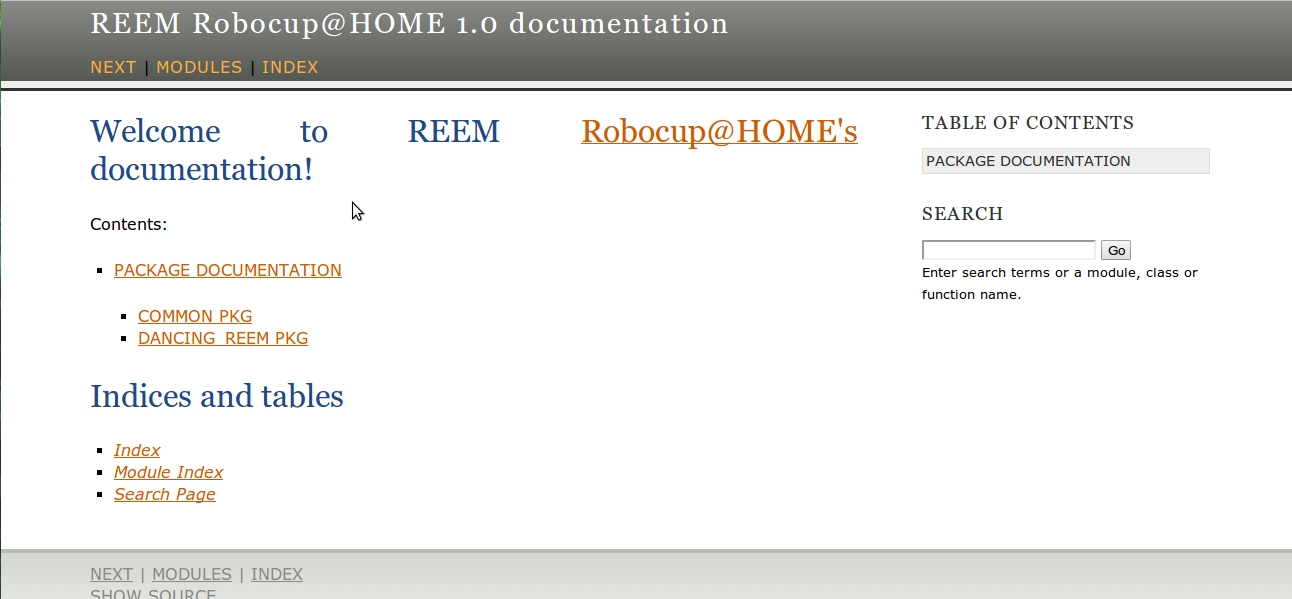 REEM Robocup@HOME 1.0 documentation
NEXT | MODULES | INDEX
Welcome to REEM Robocup@HOME's
documentation!
Contents:
PACKAGE DOCUMENTATION
COMMON PKG
DANCING_REEM PKG
Indices and tables
Index
Module Index
Search Page
TABLE OF CONTENTS
PACKAGE DOCUMENTATION
SEARCH
Go
Enter search terms or a module, class or
function name.
NEXT | MODULES | INDEX
SHOW SOURCE